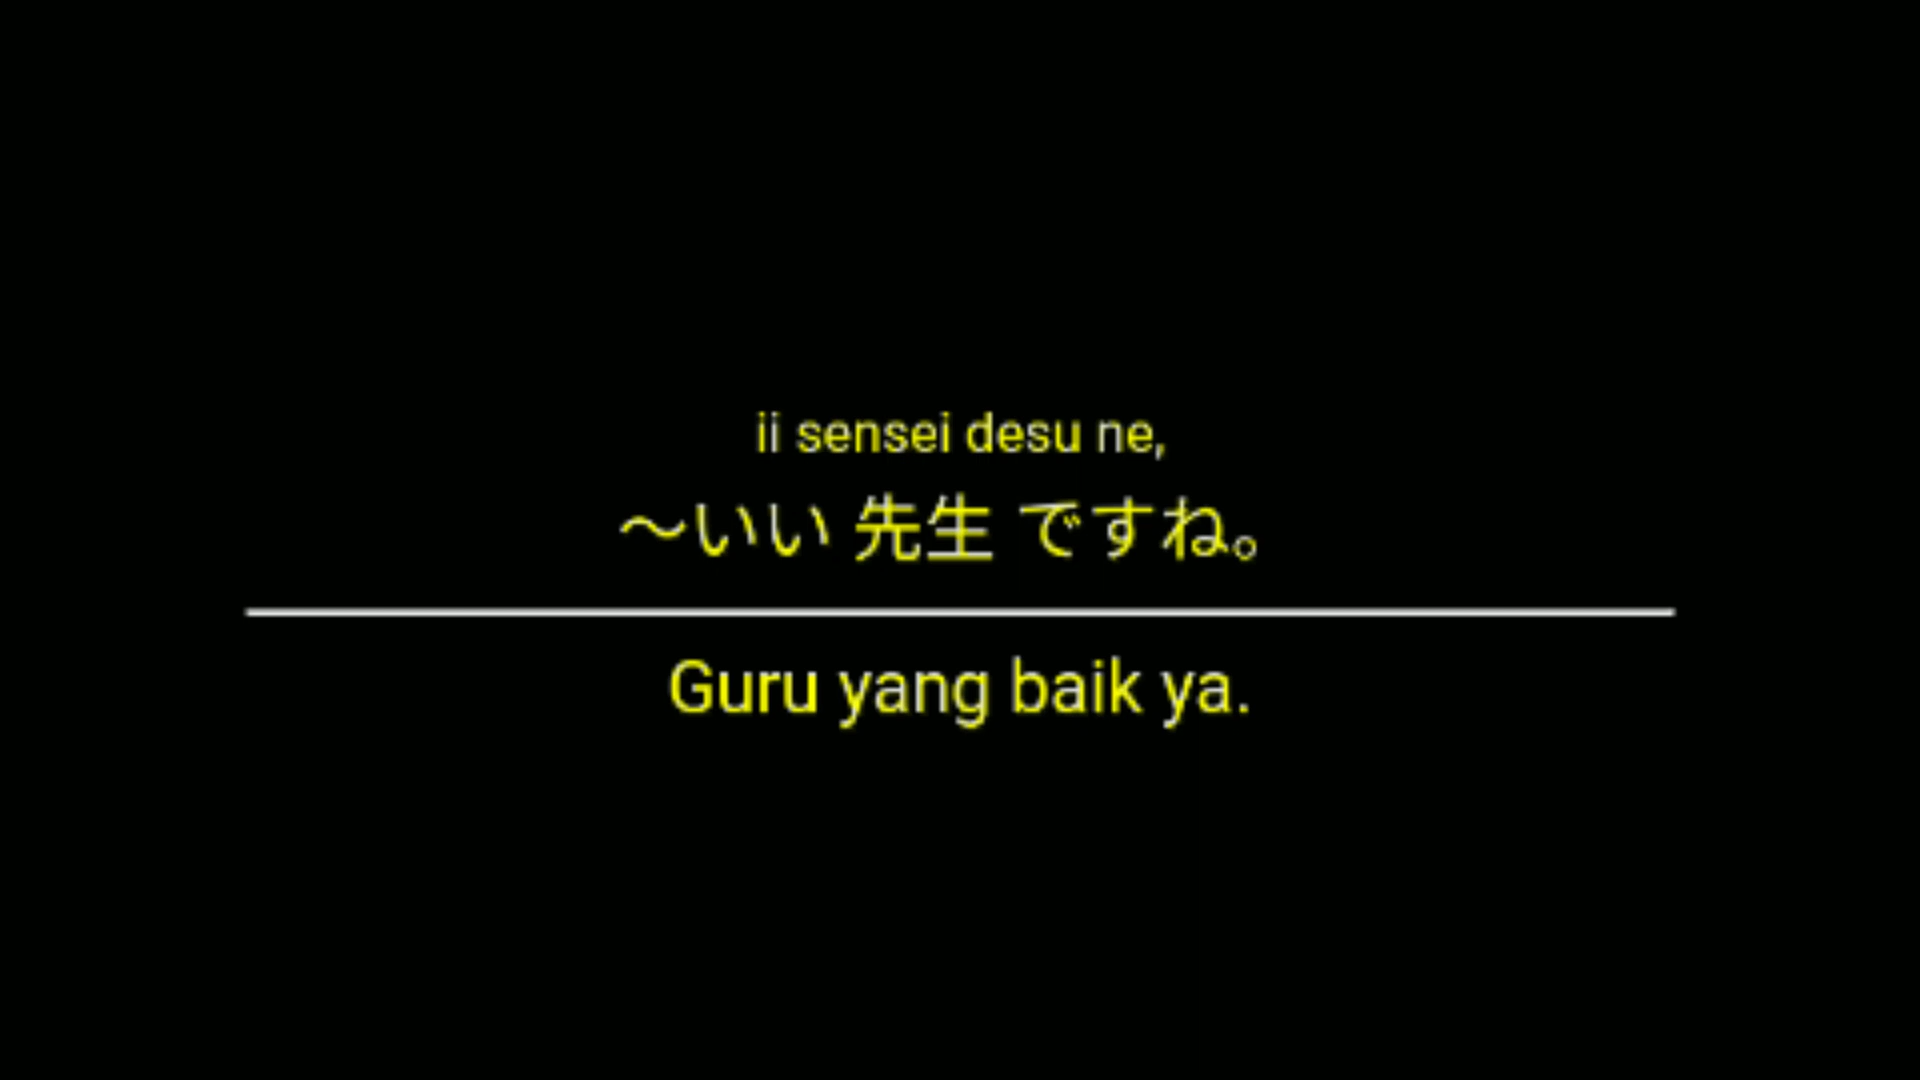 ii sensei desu ne,
～いい 先生 ですね。
Guru yang baik ya.